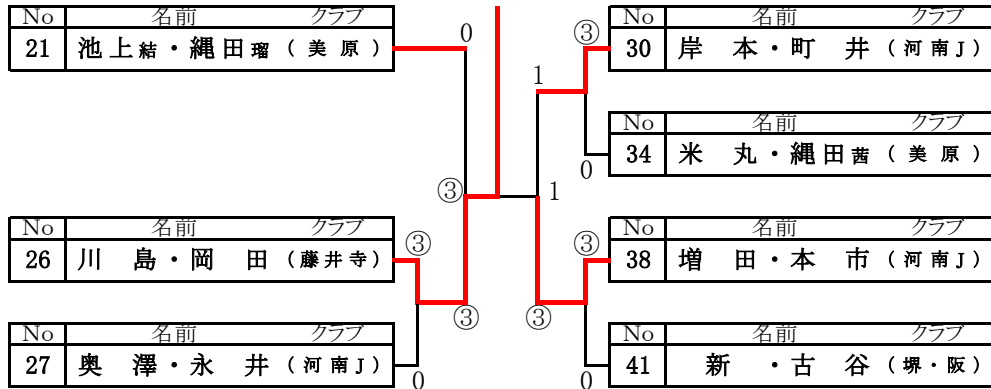 No 名前 クラブ
21 池上結・縄田瑠 (美原)
0
③
No 名前 クラブ
30 岸本・町井 (河南J)
1
No 名前 クラブ
34 米丸・縄田茜 (美原)
0
③
1
No 名前 クラブ
26 川島・岡田 (藤井寺)
③
③
No 名前 クラブ
38 増田・本市 (河南J)
③
③
No 名前 クラブ
27 奥澤・永井 (河南J)
0
No 名前 クラブ
41 新・古谷 (堺・阪)
0